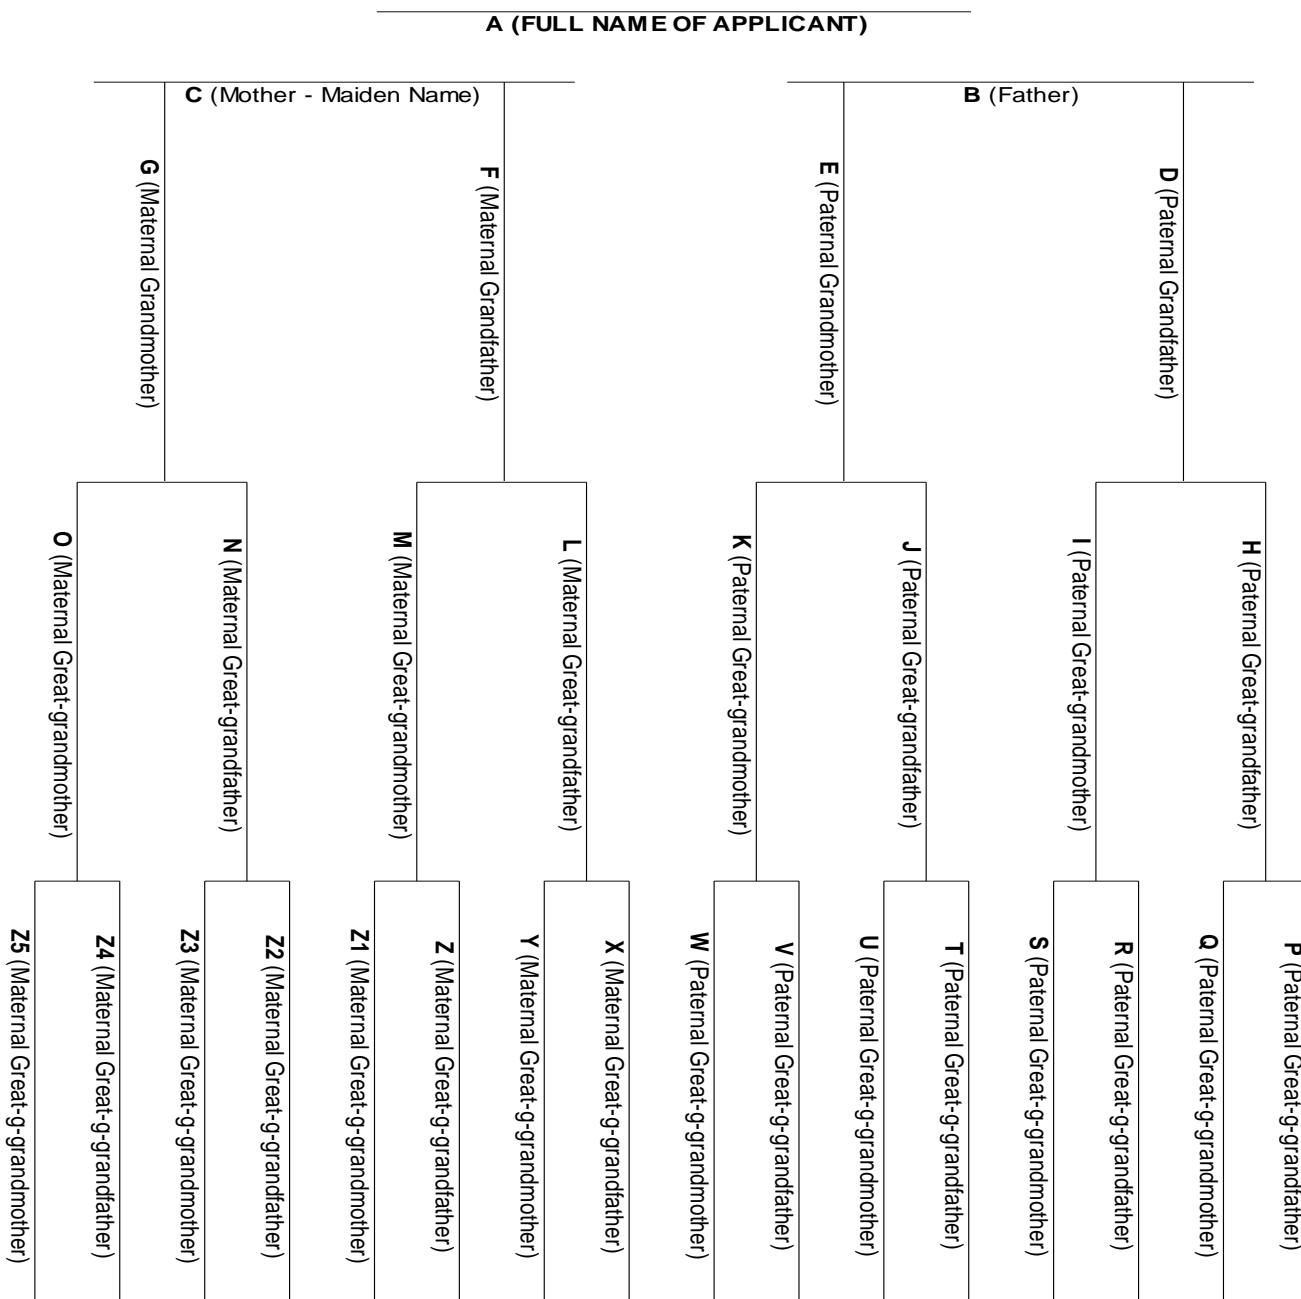 A (FULL NAME OF APPLICANT)
C (Mother - Maiden Name)
B (Father)
G (Maternal Grandmother)
F (Maternal Grandfather)
E (Paternal Grandmother)
D (Paternal Grandfather)
O (Maternal Great-grandmother)
N (Maternal Great-grandfather)
M (Maternal Great-grandmother)
L (Maternal Great-grandfather)
K (Paternal Great-grandmother)
J (Paternal Great-grandfather)
I (Paternal Great-grandmother)
H (Paternal Great-grandfather)
Z5 (Maternal Great-g-grandmother)
Z4 (Maternal Great-g-grandfather)
Z3 (Maternal Great-g-grandmother)
Z2 (Maternal Great-g-grandfather)
Z1 (Maternal Great-g-grandmother)
Z (Maternal Great-g-grandfather)
Y (Maternal Great-g-grandmother)
X (Maternal Great-g-grandfather)
W (Paternal Great-g-grandmother)
V (Paternal Great-g-grandfather)
U (Paternal Great-g-grandmother)
T (Paternal Great-g-grandfather)
S (Paternal Great-g-grandmother)
R (Paternal Great-g-grandfather)
Q (Paternal Great-g-grandmother)
P (Paternal Great-g-grandfather)